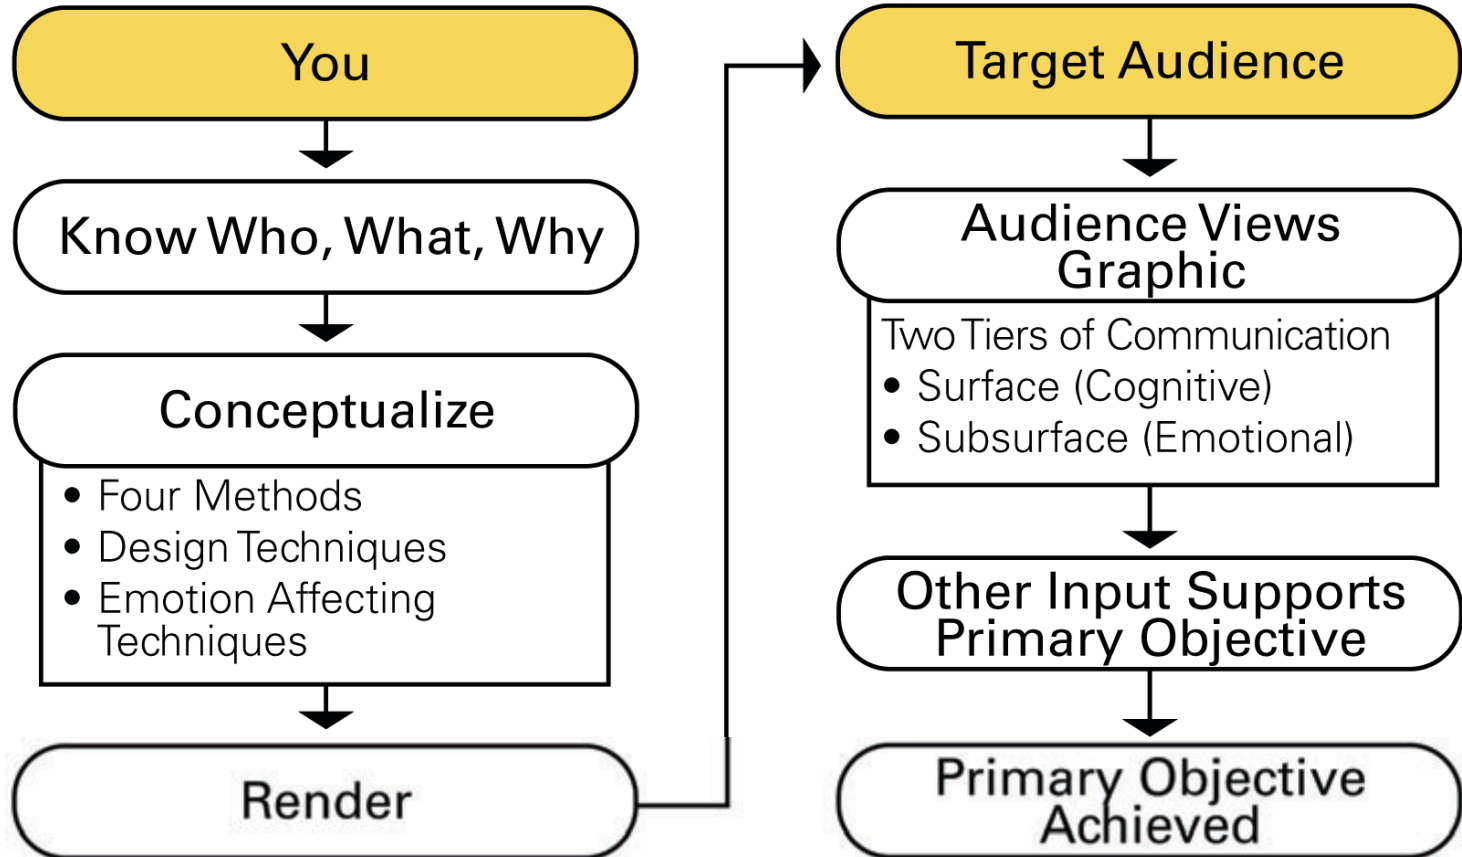 You
Know Who, What, Why
Conceptualize
• Four Methods
• Design Techniques
• Emotion Affecting
Techniques
Render
Target Audience
Audience Views
Graphic
Two Tiers of Communication
• Surface (Cognitive)
• Subsurface (Emotional)
Other Input Supports
Primary Objective
Primary Objective
Achieved